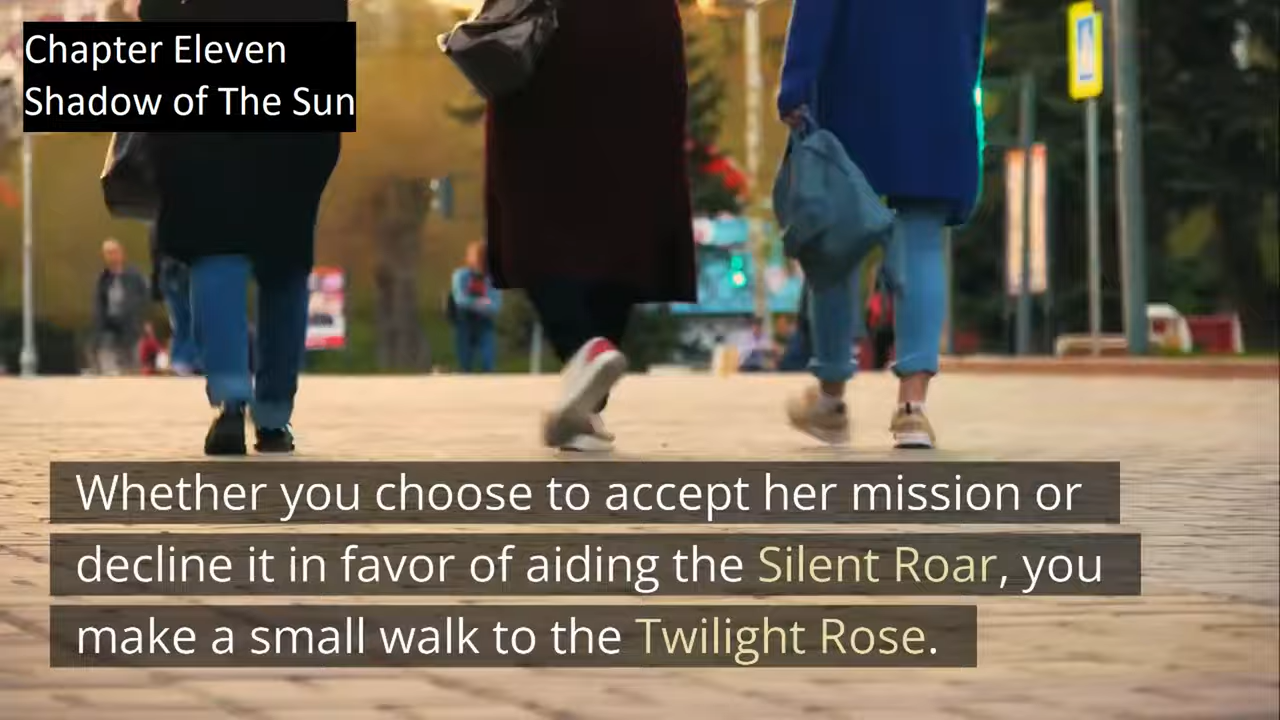 Chapter Eleven
Shadow of The Sun
Whether you choose to accept her mission or
decline it in favor of aiding the Silent Roar, you
make a small walk to the Twilight Rose.